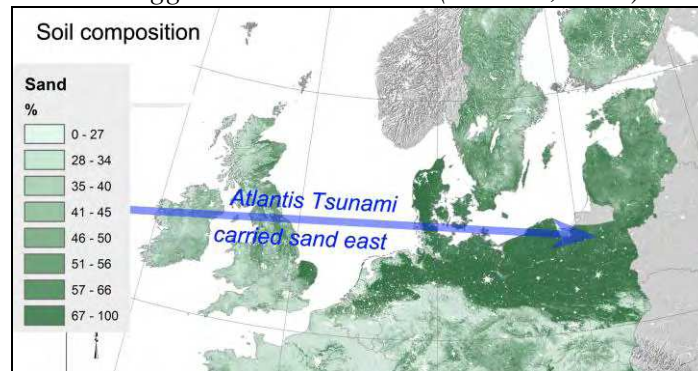 Soil composition
Sand
%
0 - 27
28 - 34
35 - 40
41 - 45
46 - 50
51 - 56
57 - 66
67 - 100
Atlantis Tsunami
carried sand east